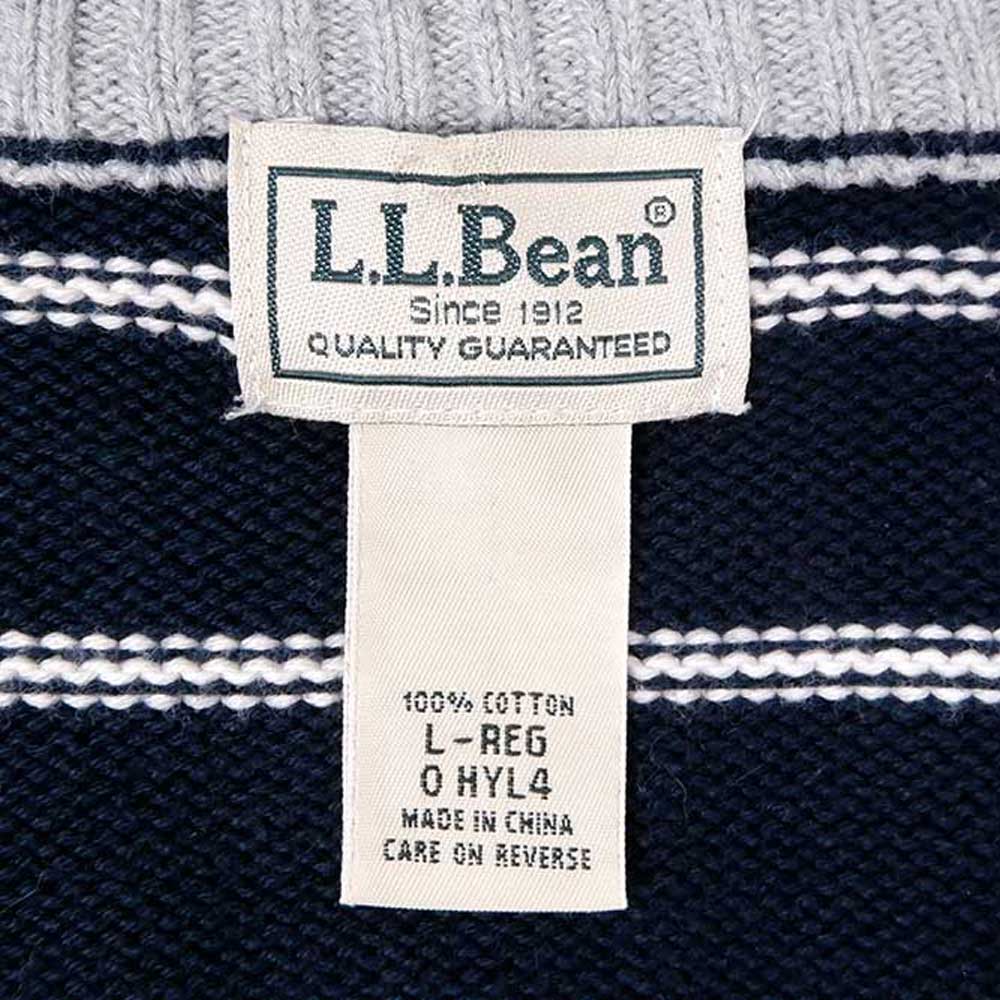 L.L.Bean®
Since 1912
QUALITY GUARANTEED
100% COTTON
L-REG
0 HYL4
MADE IN CHINA
CARE ON REVERSE